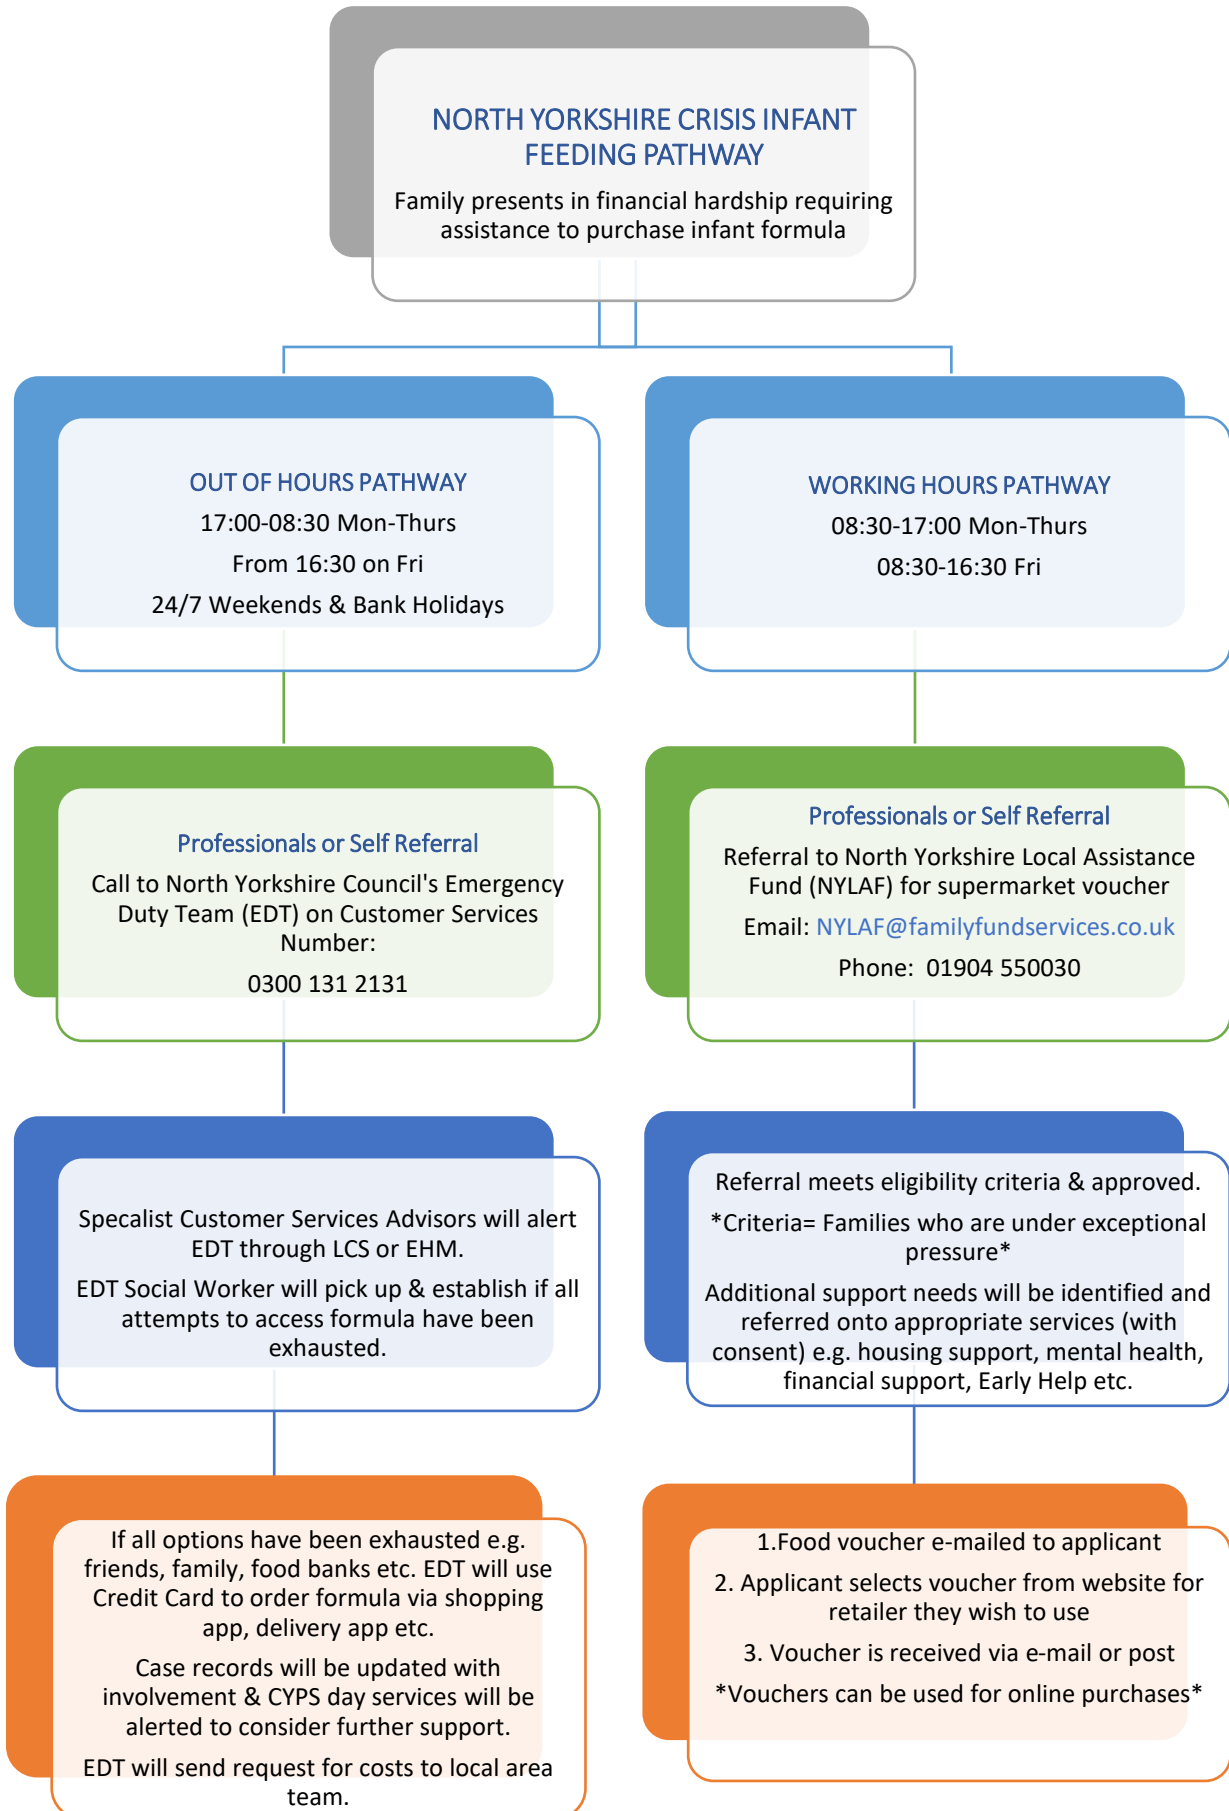 NORTH YORKSHIRE CRISIS INFANT
FEEDING PATHWAY
Family presents in financial hardship requiring
assistance to purchase infant formula
OUT OF HOURS PATHWAY
17:00-08:30 Mon-Thurs
From 16:30 on Fri
24/7 Weekends & Bank Holidays
WORKING HOURS PATHWAY
08:30-17:00 Mon-Thurs
08:30-16:30 Fri
Professionals or Self Referral
Call to North Yorkshire Council's Emergency
Duty Team (EDT) on Customer Services
Number:
0300 131 2131
Professionals or Self Referral
Referral to North Yorkshire Local Assistance
Fund (NYLAF) for supermarket voucher
Email: NYLAF@familyfundservices.co.uk
Phone:  01904 550030
Specalist Customer Services Advisors will alert
EDT through LCS or EHM.
EDT Social Worker will pick up & establish if all
attempts to access formula have been
exhausted.
Referral meets eligibility criteria & approved.
*Criteria= Families who are under exceptional
pressure*
Additional support needs will be identified and
referred onto appropriate services (with
consent) e.g. housing support, mental health,
financial support, Early Help etc.
If all options have been exhausted e.g.
friends, family, food banks etc. EDT will use
Credit Card to order formula via shopping
app, delivery app etc.
Case records will be updated with
involvement & CYPS day services will be
alerted to consider further support.
EDT will send request for costs to local area
team.
1.Food voucher e-mailed to applicant
2. Applicant selects voucher from website for
retailer they wish to use
3. Voucher is received via e-mail or post
*Vouchers can be used for online purchases*